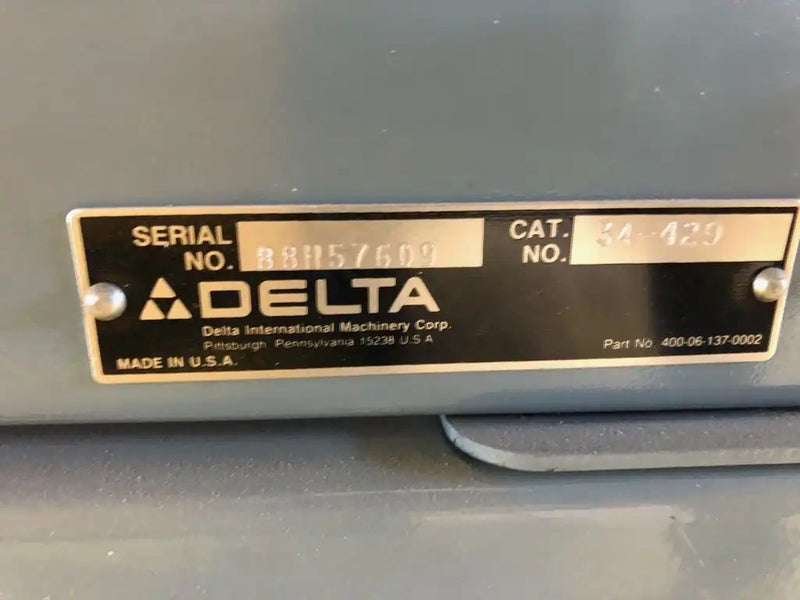 SERIAL NO. 88H57609
CAT. NO. 34-429
DELTA
Delta International Machinery Corp.
Pittsburgh, Pennsylvania 15238 U.S.A
MADE IN U.S.A.
Part No. 400-06-137-0002